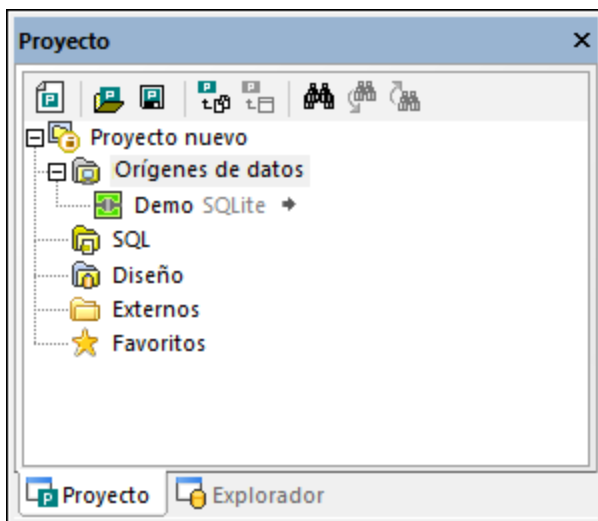 Proyecto
Proyecto nuevo
Orígenes de datos
Demo SQLite
SQL
Diseño
Externos
Favoritos
Proyecto Explorador